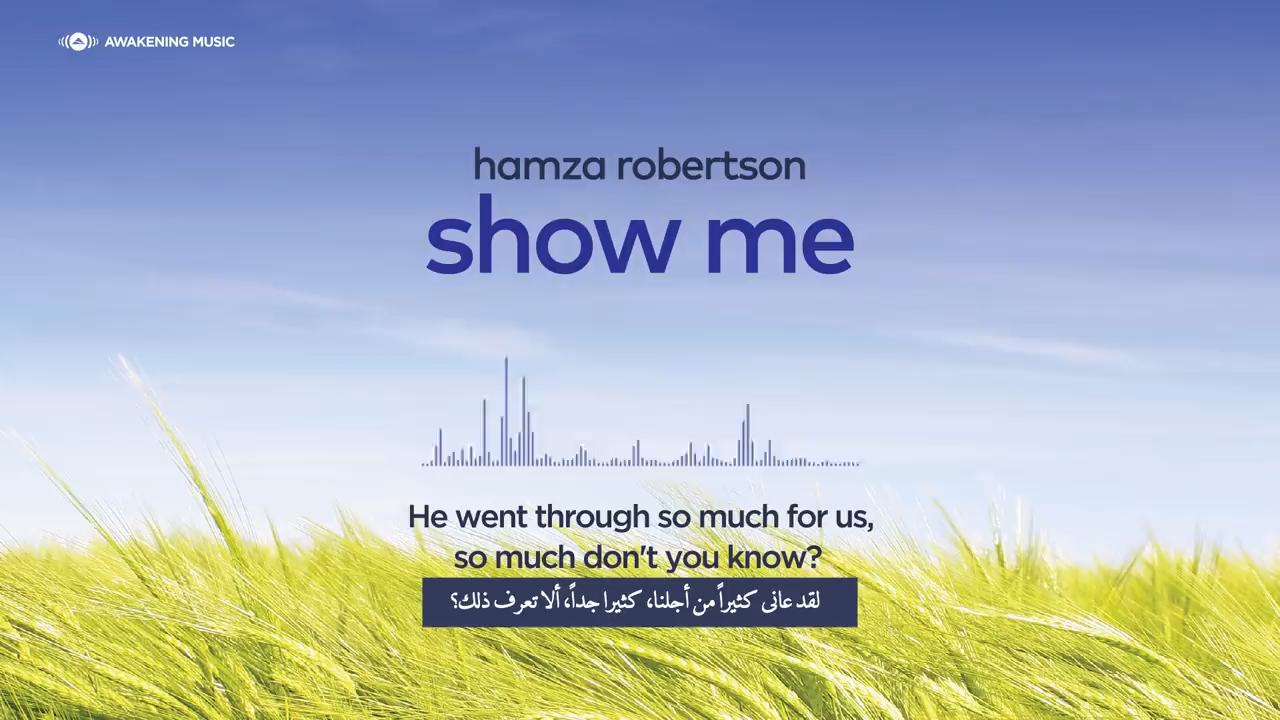 AWAKENING MUSIC
hamza robertson
show me
He went through so much for us,
so much don't you know?
لقد عانى كثيراً من أجلنا، كثيرا جداً، ألا تعرف ذلك؟